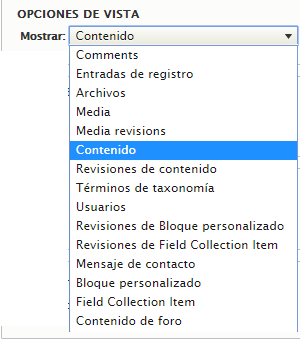 OPCIONES DE VISTA
Mostrar: Contenido
Comments
Entradas de registro
Archivos
Media
Media revisions
Contenido
Revisiones de contenido
Términos de taxonomía
Usuarios
Revisiones de Bloque personalizado
Revisiones de Field Collection Item
Mensaje de contacto
Bloque personalizado
Field Collection Item
Contenido de foro